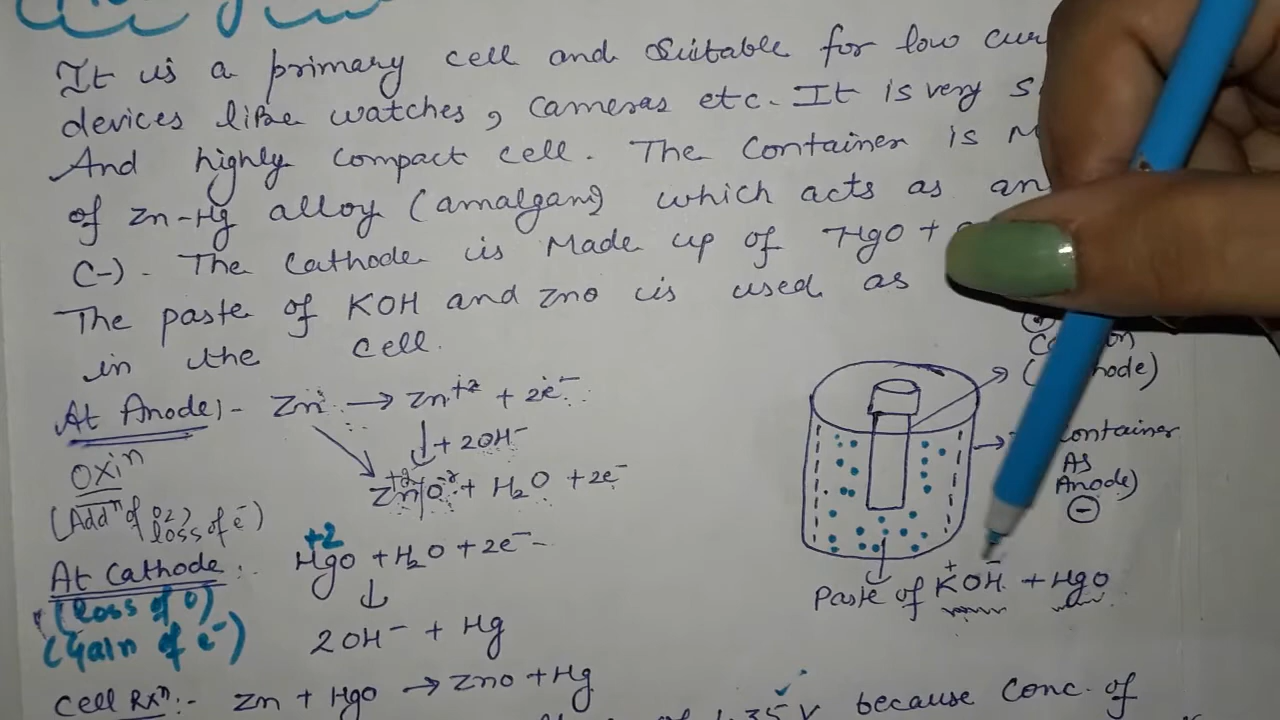 It is a primary cell and suitable for low
devices like watches, cameras etc. It is very
And highly compact cell. The container is
of Zn-Hg alloy (amalgam) which acts as
(-). The cathode is Made up of HgO +
The paste of KOH and ZnO is used as
in the cell.
At Anode:- Zn → Zn+2 + 2e-
↓ + 2OH-
Oxiⁿ
+2 -2
ZnO + H2O + 2e-
(Addⁿ of O2, loss of e-)
+2
At Cathode:- HgO + H2O + 2e-
↓
(Loss of O)
(Gain of e-)
2OH- + Hg
Cell Rxⁿ:- Zn + HgO → ZnO + Hg
1.35 V because Conc. of
Container
As
Anode)
-
+ -
Paste of KOH + HgO